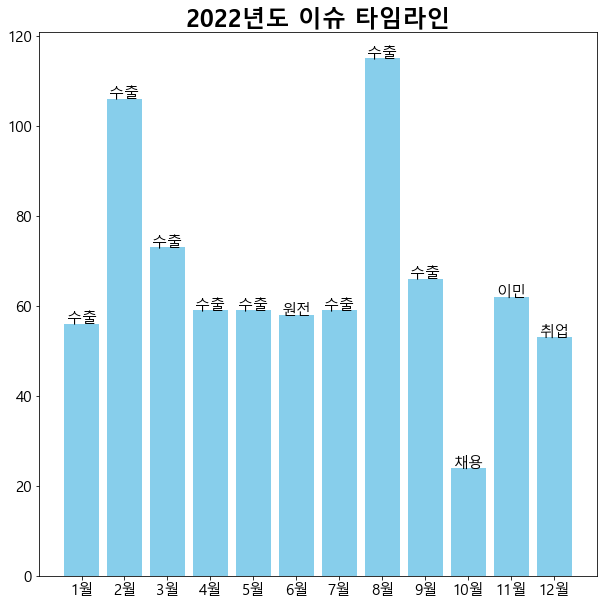 2022년도 이슈 타임라인
120
100
80
60
40
20
0
수출
수출
수출
수출
수출
원전
수출
수출
수출
채용
이민
취업
1월 2월 3월 4월 5월 6월 7월 8월 9월 10월 11월 12월